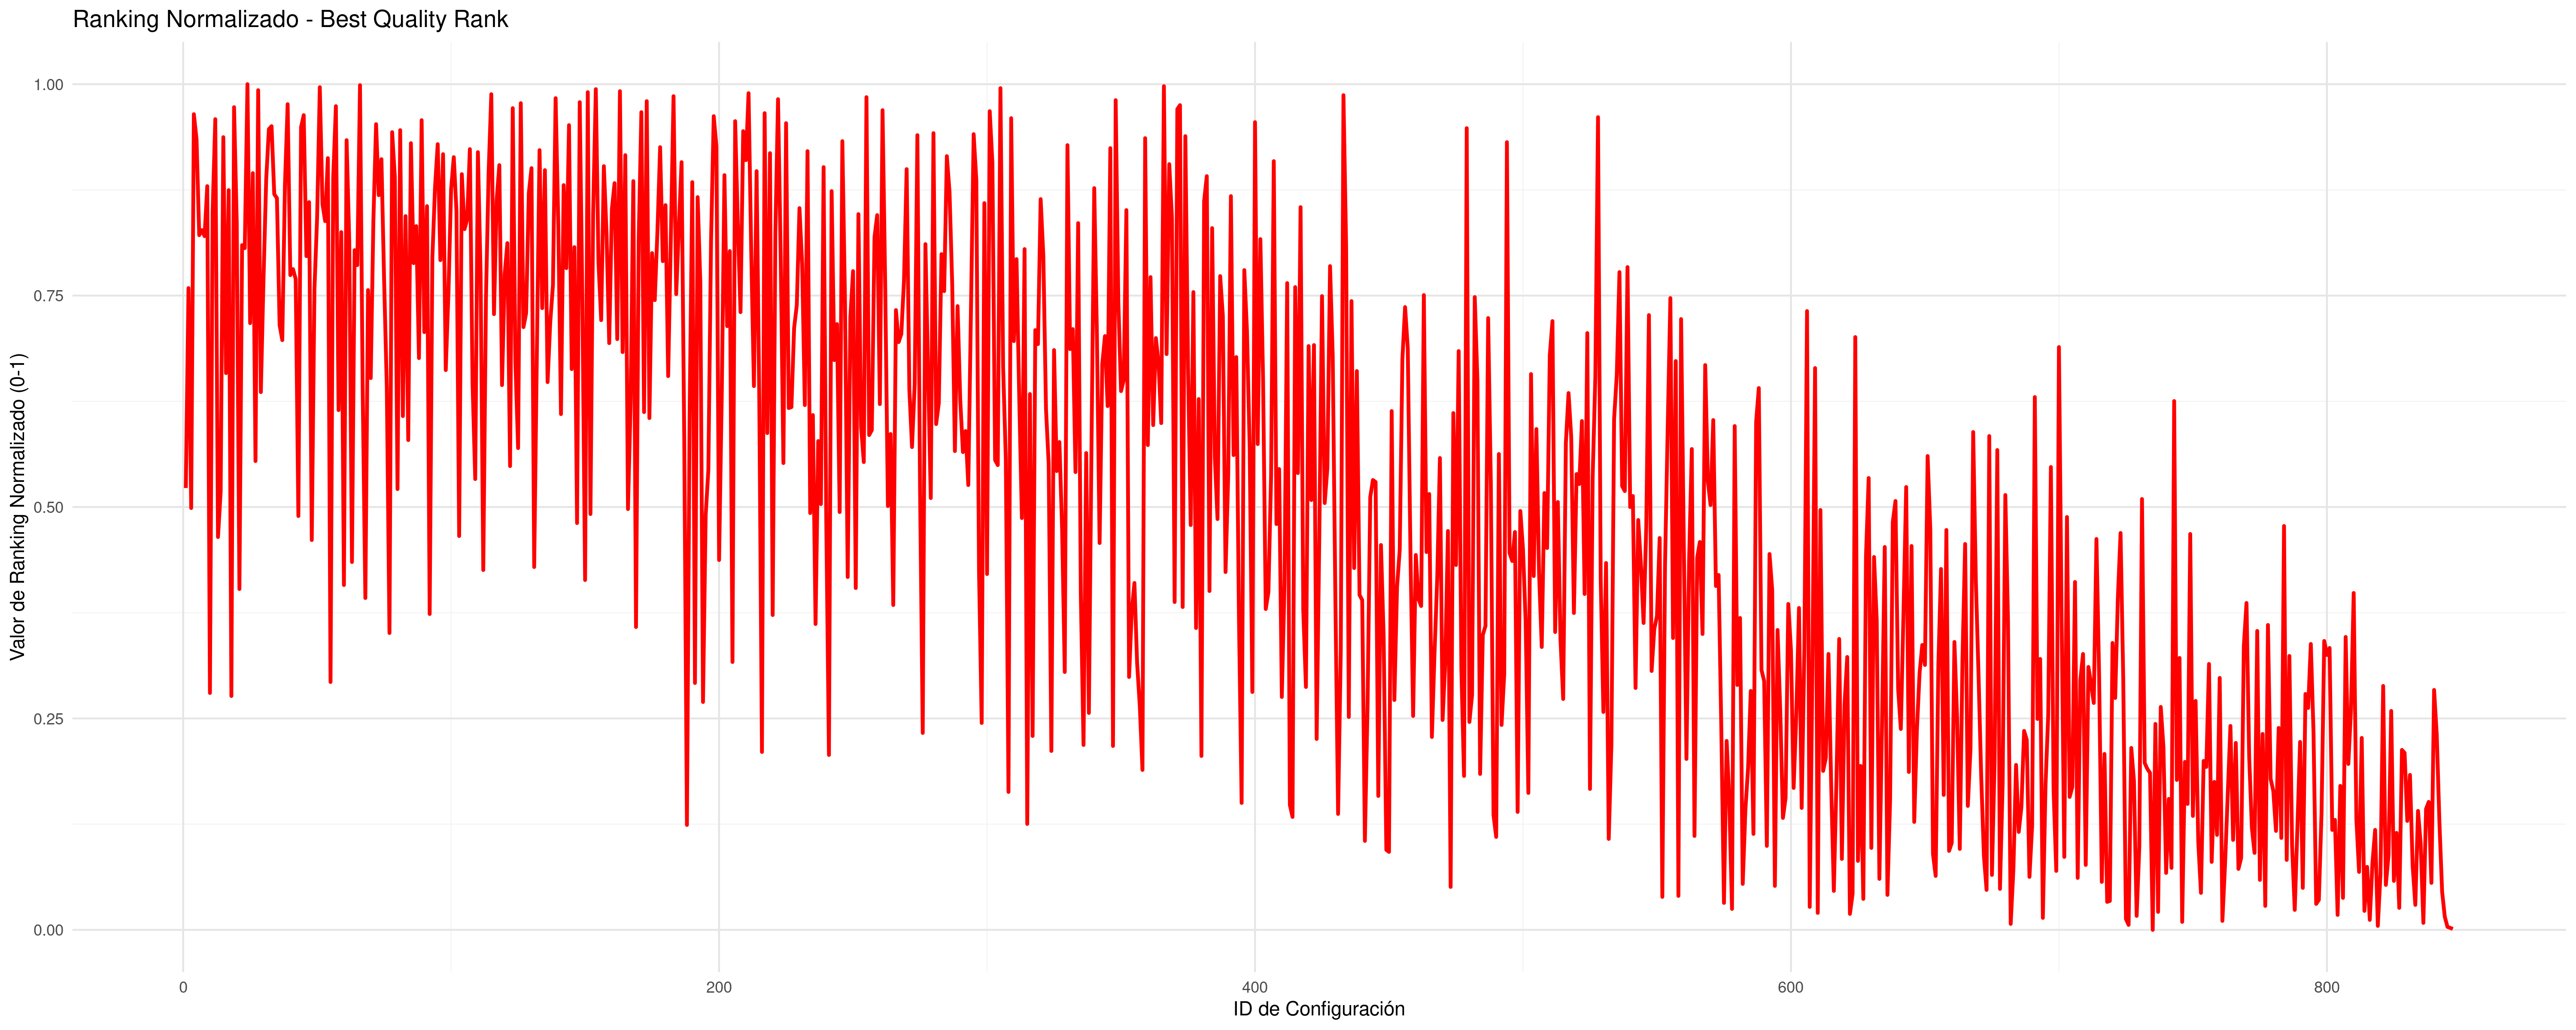 Ranking Normalizado - Best Quality Rank
Valor de Ranking Normalizado (0-1)
1.00
0.75
0.50
0.25
0.00
0 200 400 600 800
ID de Configuración